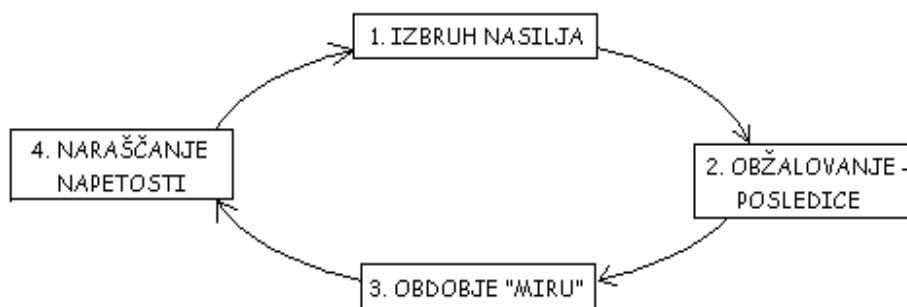 1. IZBRUH NASILJA
2. OBŽALOVANJE -
POSLEDICE
3. OBDOBJE "MIRU"
4. NARAŠČANJE
NAPETOSTI